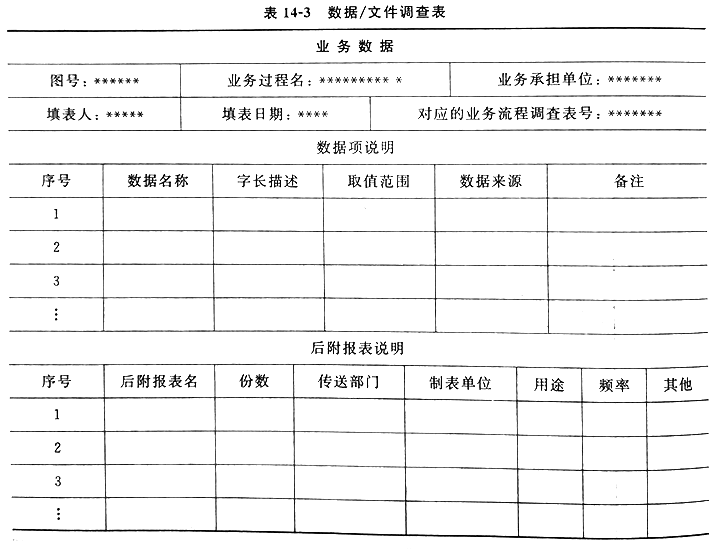 表 14-3 数据/文件调查表
业务数据
图号：****** 业务过程名：********* * 业务承担单位：*******
填表人：***** 填表日期：**** 对应的业务流程调查表号：*******
数据项说明
序号 数据名称 字长描述 取值范围 数据来源 备注
1
2
3
⋮
后附报表说明
序号 后附报表名 份数 传送部门 制表单位 用途 频率 其他
1
2
3
⋮